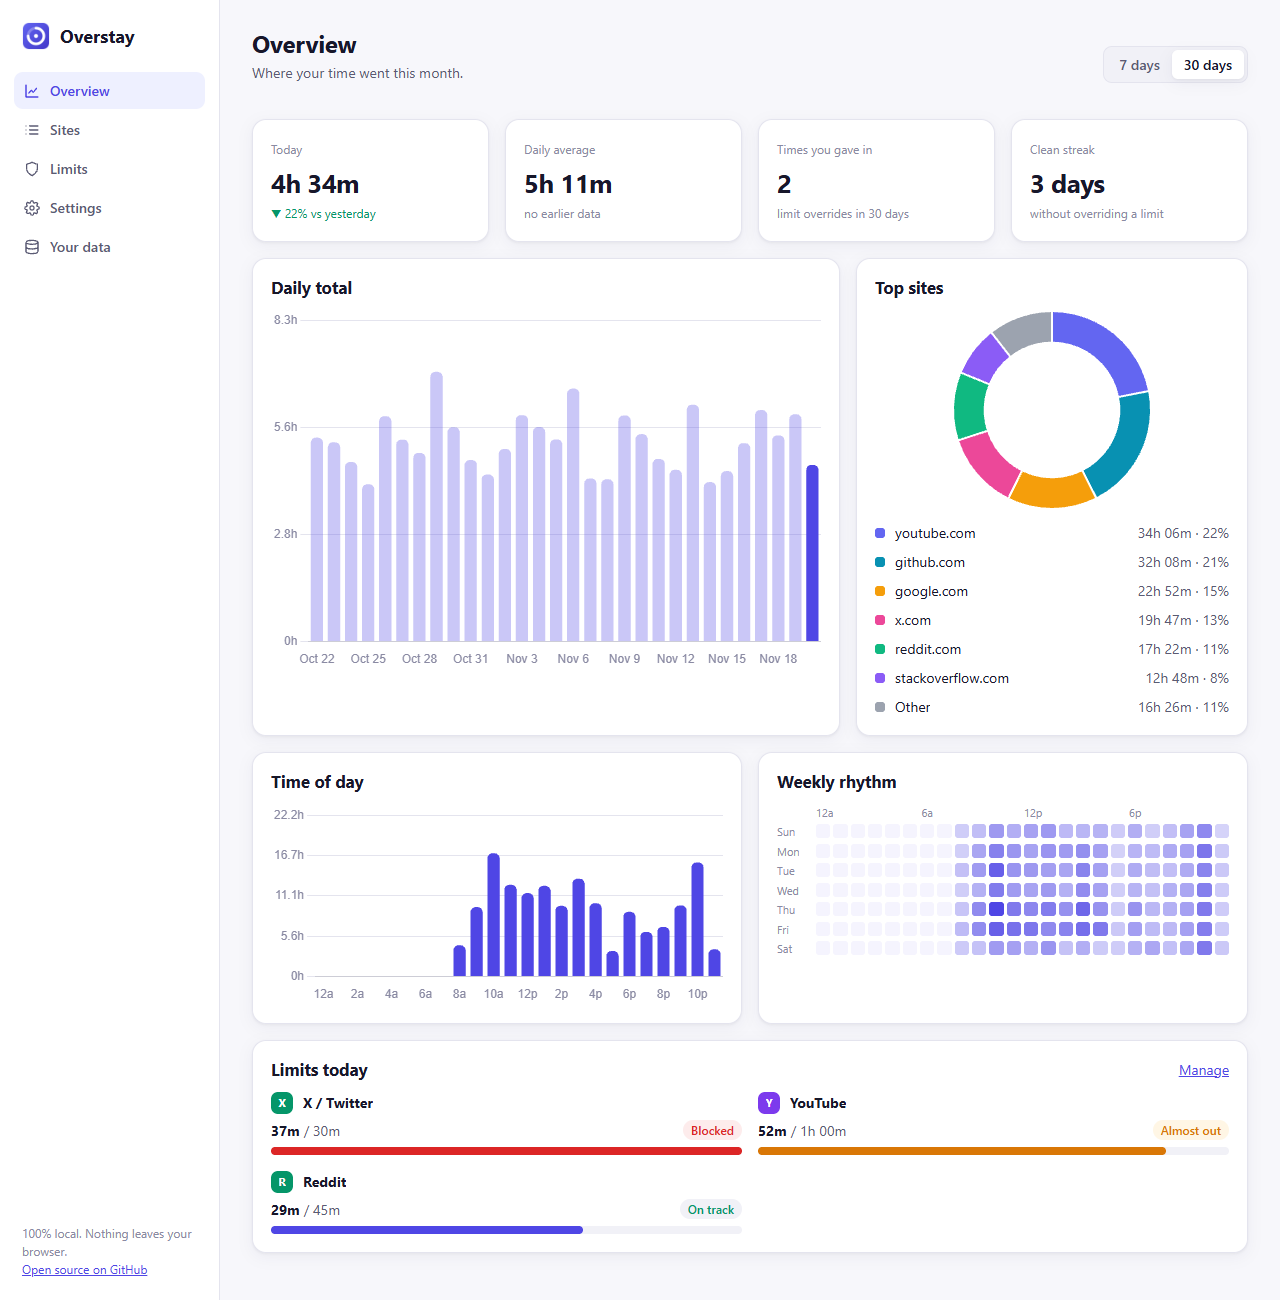 Overstay
Overview
Sites
Limits
Settings
Your data
100% local. Nothing leaves your
browser.
Open source on GitHub
Overview
Where your time went this month.
7 days
30 days
Today
4h 34m
▼ 22% vs yesterday
Daily average
5h 11m
no earlier data
Times you gave in
2
limit overrides in 30 days
Clean streak
3 days
without overriding a limit
Daily total
8.3h
5.6h
2.8h
0h
Oct 22 Oct 25 Oct 28 Oct 31 Nov 3 Nov 6 Nov 9 Nov 12 Nov 15 Nov 18
Top sites
youtube.com 34h 06m · 22%
github.com 32h 08m · 21%
google.com 22h 52m · 15%
x.com 19h 47m · 13%
reddit.com 17h 22m · 11%
stackoverflow.com 12h 48m · 8%
Other 16h 26m · 11%
Time of day
22.2h
16.7h
11.1h
5.6h
0h
12a 2a 4a 6a 8a 10a 12p 2p 4p 6p 8p 10p
Weekly rhythm
12a 6a 12p 6p
Sun
Mon
Tue
Wed
Thu
Fri
Sat
Limits today
Manage
X X / Twitter
37m / 30m Blocked
Y YouTube
52m / 1h 00m Almost out
R Reddit
29m / 45m On track